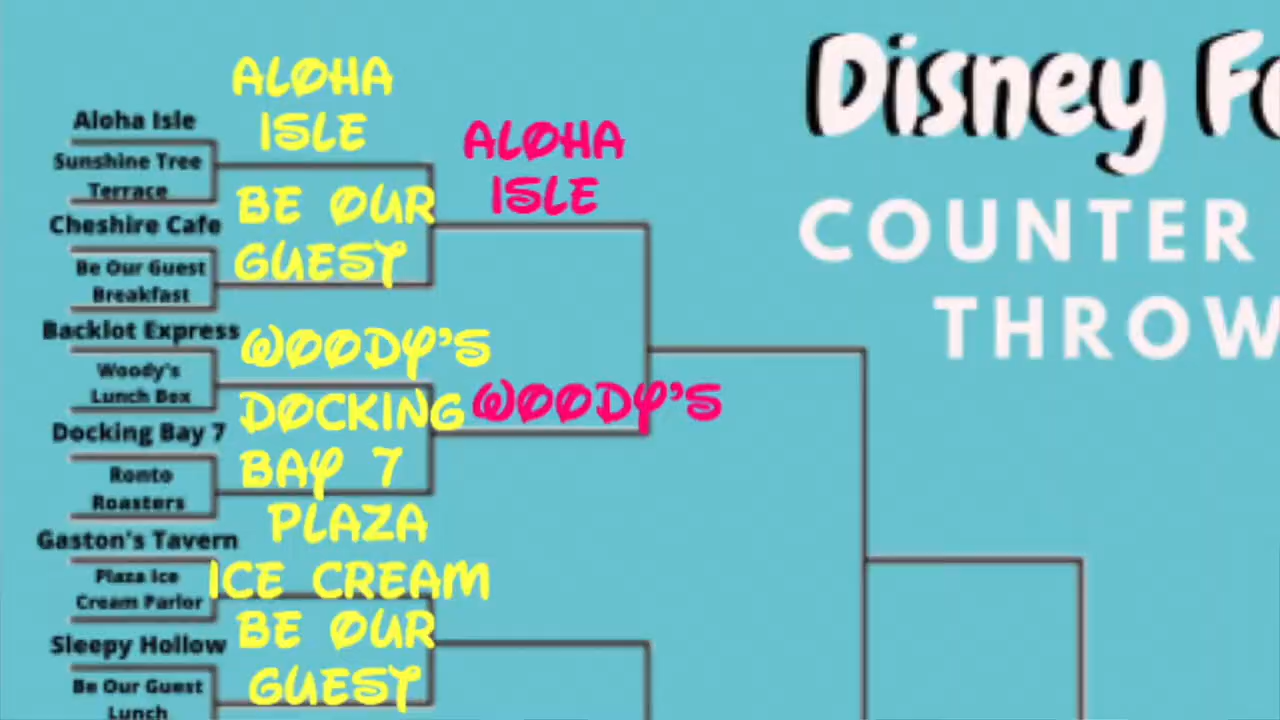 Disney
COUNTER
THROW
Aloha Isle
Sunshine Tree
Terrace
Cheshire Cafe
Be Our Guest
Breakfast
Backlot Express
Woody's
Lunch Box
Docking Bay 7
Ronto
Roasters
Gaston's Tavern
Plaza Ice
Cream Parlor
Sleepy Hollow
Be Our Guest
Lunch
ALOHA
ISLE
BE OUR
GUEST
WOODY'S
DOCKING
BAY 7
PLAZA
ICE CREAM
BE OUR
GUEST
ALOHA
ISLE
WOODY'S